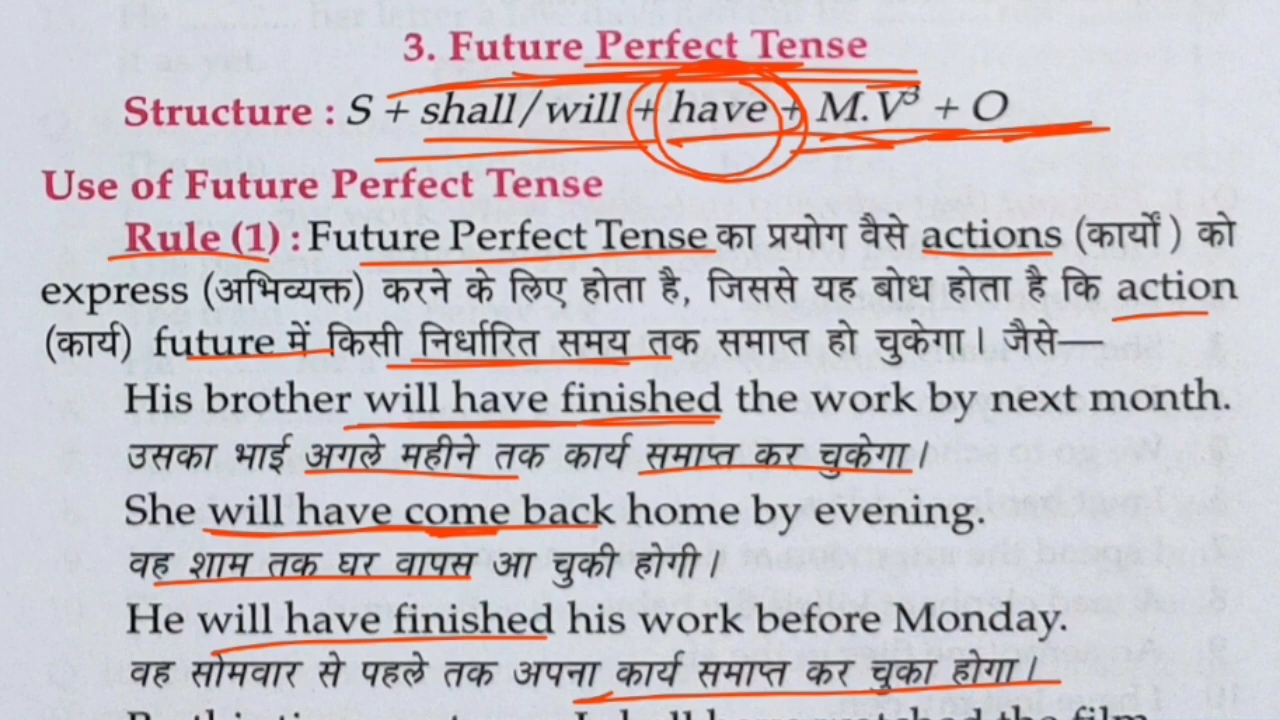 3. Future Perfect Tense
Structure : S + shall/will + have + M.V³ + O
Use of Future Perfect Tense
Rule (1) : Future Perfect Tense का प्रयोग वैसे actions (कार्यों ) को
express (अभिव्यक्त) करने के लिए होता है, जिससे यह बोध होता है कि action
(कार्य) future में किसी निर्धारित समय तक समाप्त हो चुकेगा। जैसे—
His brother will have finished the work by next month.
उसका भाई अगले महीने तक कार्य समाप्त कर चुकेगा।
She will have come back home by evening.
वह शाम तक घर वापस आ चुकी होगी।
He will have finished his work before Monday.
वह सोमवार से पहले तक अपना कार्य समाप्त कर चुका होगा।